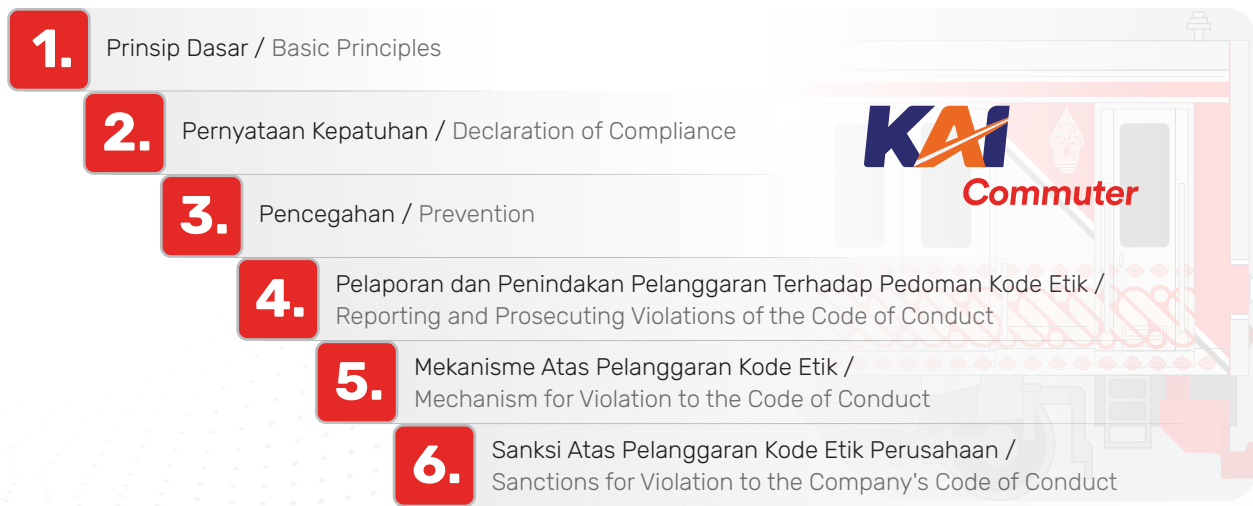 1. Prinsip Dasar / Basic Principles
2. Pernyataan Kepatuhan / Declaration of Compliance
KAI
Commuter
3. Pencegahan / Prevention
4. Pelaporan dan Penindakan Pelanggaran Terhadap Pedoman Kode Etik /
Reporting and Prosecuting Violations of the Code of Conduct
5. Mekanisme Atas Pelanggaran Kode Etik /
Mechanism for Violation to the Code of Conduct
6. Sanksi Atas Pelanggaran Kode Etik Perusahaan /
Sanctions for Violation to the Company's Code of Conduct